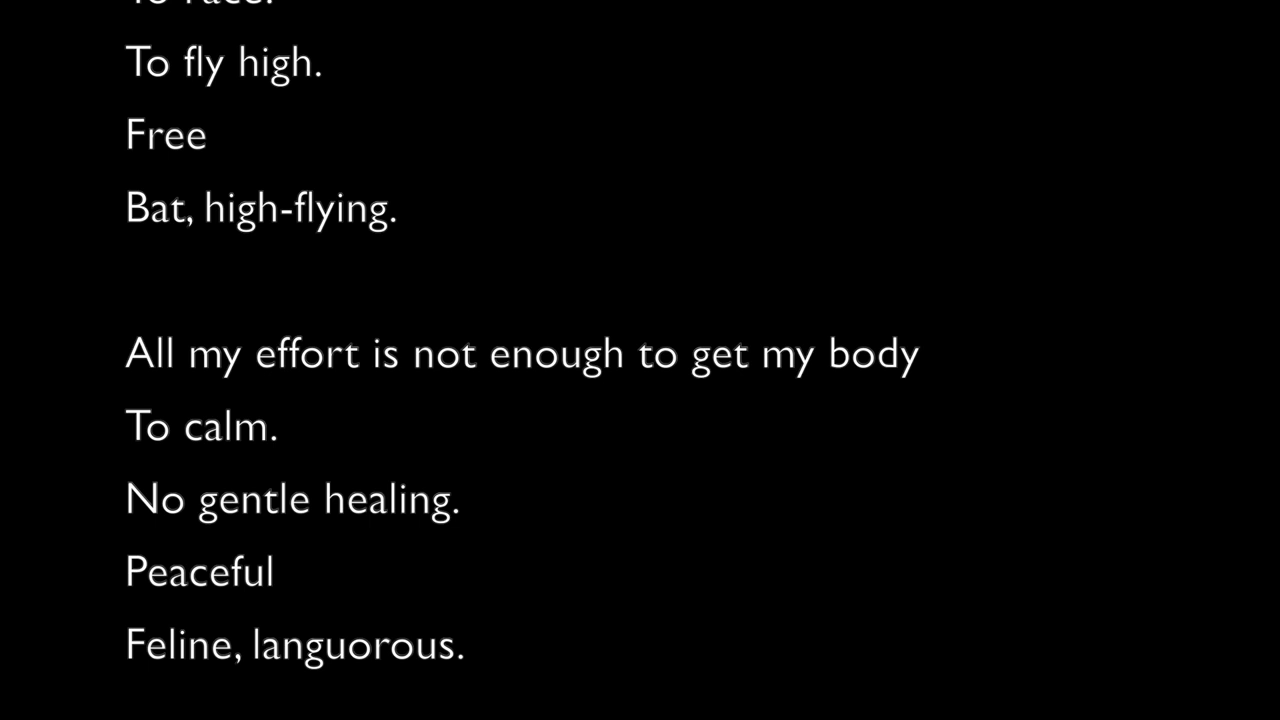 To fly high.
Free
Bat, high-flying.
All my effort is not enough to get my body
To calm.
No gentle healing.
Peaceful
Feline, languorous.